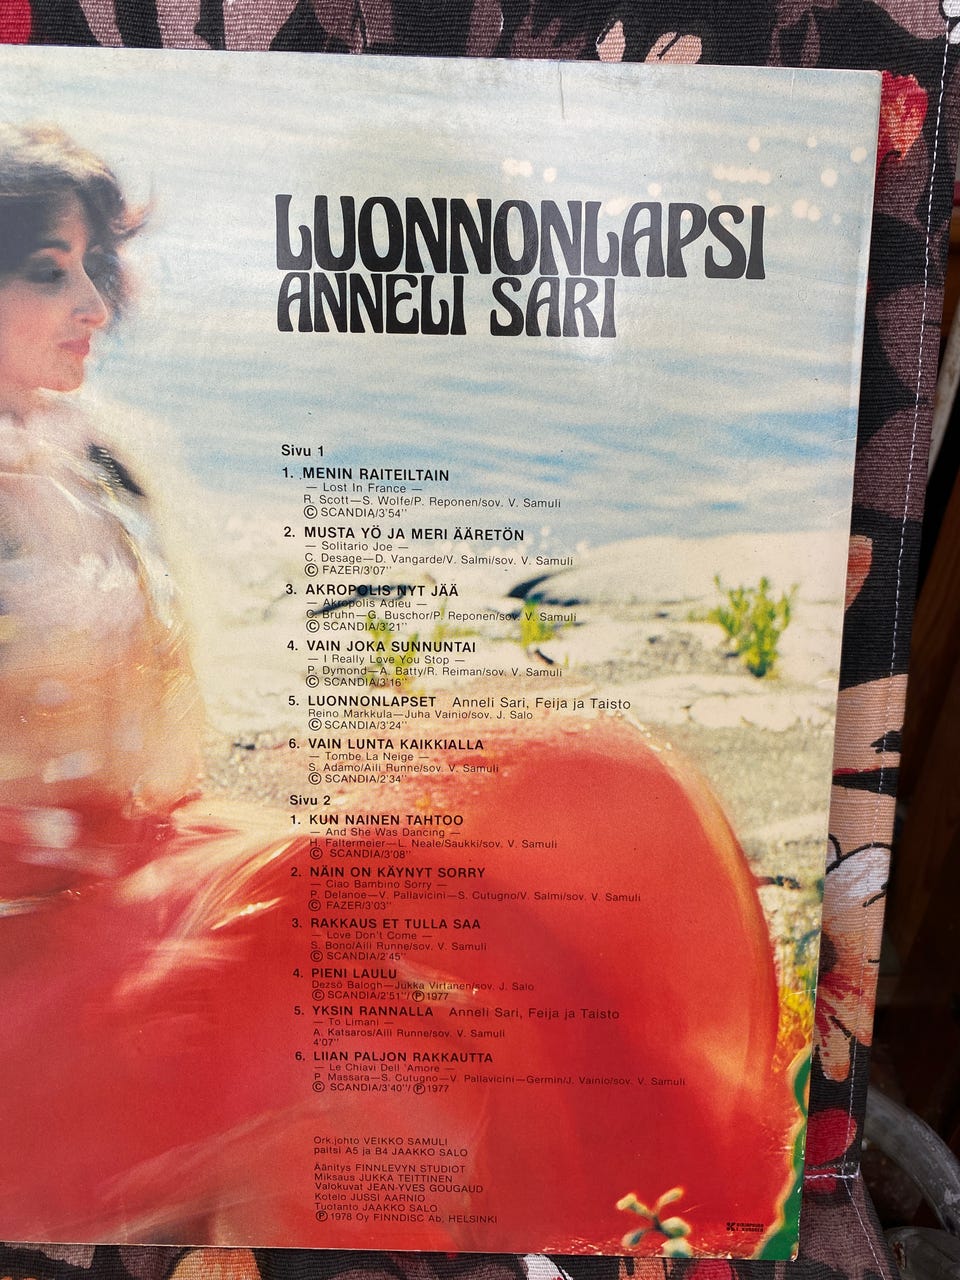 LUONNONLAPSI
ANNELI SARI
Sivu 1
1. MENIN RAITEILTAIN
— Lost In France —
R. Scott—S. Wolfe/P. Reponen/sov. V. Samuli
Ⓒ SCANDIA/3'54''
2. MUSTA YÖ JA MERI ÄÄRETÖN
— Solitario Joe —
C. Desage—D. Vangarde/V. Salmi/sov. V. Samuli
Ⓒ FAZER/3'07''
3. AKROPOLIS NYT JÄÄ
— Akropolis Adieu —
C. Bruhn—G. Buschor/P. Reponen/sov. V. Samuli
Ⓒ SCANDIA/3'21''
4. VAIN JOKA SUNNUNTAI
— I Really Love You Stop —
P. Dymond—A. Batty/R. Reiman/sov. V. Samuli
Ⓒ SCANDIA/3'16''
5. LUONNONLAPSET Anneli Sari, Feija ja Taisto
Reino Markkula—Juha Vainio/sov. J. Salo
Ⓒ SCANDIA/3'24''
6. VAIN LUNTA KAIKKIALLA
— Tombe La Neige —
S. Adamo/Aili Runne/sov. V. Samuli
Ⓒ SCANDIA/2'34''
Sivu 2
1. KUN NAINEN TAHTOO
— And She Was Dancing —
H. Faltermeier—L. Neale/Saukki/sov. V. Samuli
Ⓒ SCANDIA/3'08''
2. NÄIN ON KÄYNYT SORRY
— Ciao Bambino Sorry —
P. Delanoe—V. Pallavicini—S. Cutugno/V. Salmi/sov. V. Samuli
Ⓒ FAZER/3'03''
3. RAKKAUS ET TULLA SAA
— Love Don't Come —
S. Bono/Aili Runne/sov. V. Samuli
Ⓒ SCANDIA/2'45''
4. PIENI LAULU
Dezsö Balogh—Jukka Virtanen/sov. J. Salo
Ⓒ SCANDIA/2'51''/Ⓟ1977
5. YKSIN RANNALLA Anneli Sari, Feija ja Taisto
— To Limani —
A. Katsaros/Aili Runne/sov. V. Samuli
4'07''
6. LIIAN PALJON RAKKAUTTA
— Le Chiavi Dell 'Amore —
P. Massara—S. Cutugno—V. Pallavicini—Germin/J. Vainio/sov. V. Samuli
Ⓒ SCANDIA/3'40''/Ⓟ1977
Ork.johto VEIKKO SAMULI
paitsi A5 ja B4 JAAKKO SALO
Äänitys FINNLEVYN STUDIOT
Miksaus JUKKA TEITTINEN
Valokuvat JEAN-YVES GOUGAUD
Kotelo JUSSI AARNIO
Tuotanto JAAKKO SALO
Ⓟ 1978 Oy FINNDISC Ab, HELSINKI